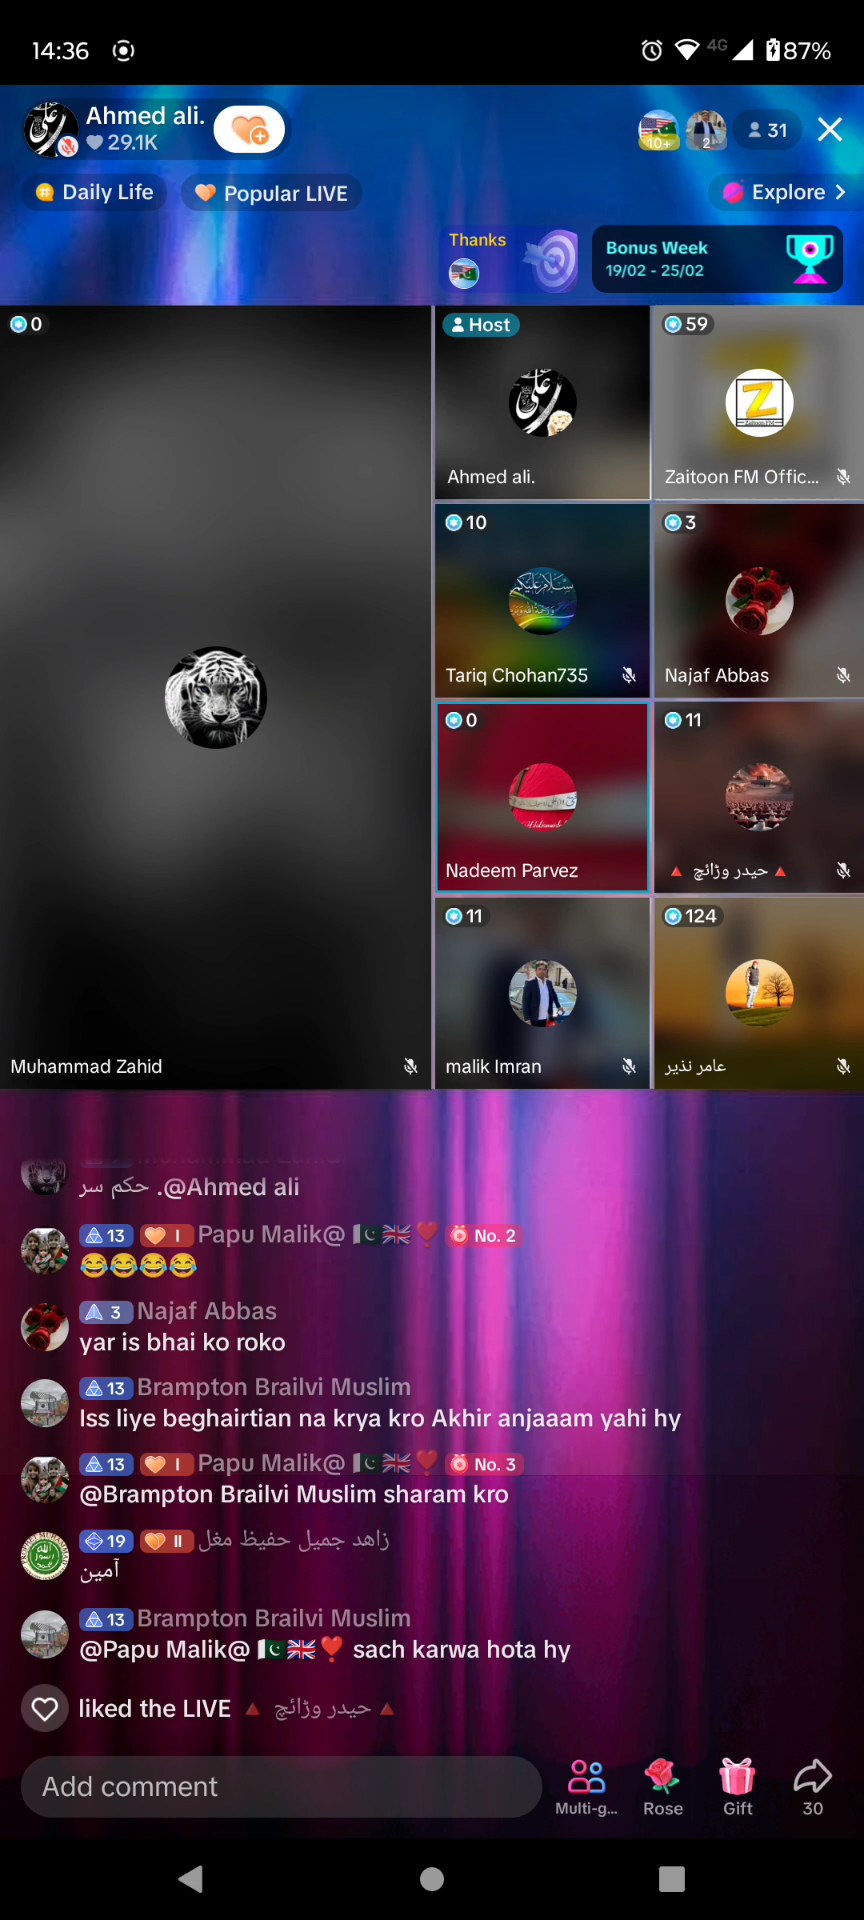 14:36
4G
87%
Ahmed ali.
29.1K
10+
2
31
Daily Life
Popular LIVE
Explore
Thanks
Bonus Week
19/02 - 25/02
0
Host
Ahmed ali.
59
Z
Zaitoon FM
Zaitoon FM Offic...
10
Tariq Chohan735
3
Najaf Abbas
0
Nadeem Parvez
11
🔺 حیدر وڑائچ 🔺
Muhammad Zahid
11
malik Imran
124
عامر نذیر
حکم سر .@Ahmed ali
13 I Papu Malik@ 🇵🇰🇬🇧❣️ No. 2
😂😂😂😂
3 Najaf Abbas
yar is bhai ko roko
13 Brampton Brailvi Muslim
Iss liye beghairtian na krya kro Akhir anjaaam yahi hy
13 I Papu Malik@ 🇵🇰🇬🇧❣️ No. 3
@Brampton Brailvi Muslim sharam kro
19 II زاھد جمیل حفیظ مغل
آمین
13 Brampton Brailvi Muslim
@Papu Malik@ 🇵🇰🇬🇧❣️ sach karwa hota hy
liked the LIVE 🔺 حیدر وڑائچ 🔺
Add comment
Multi-g...
Rose
Gift
30